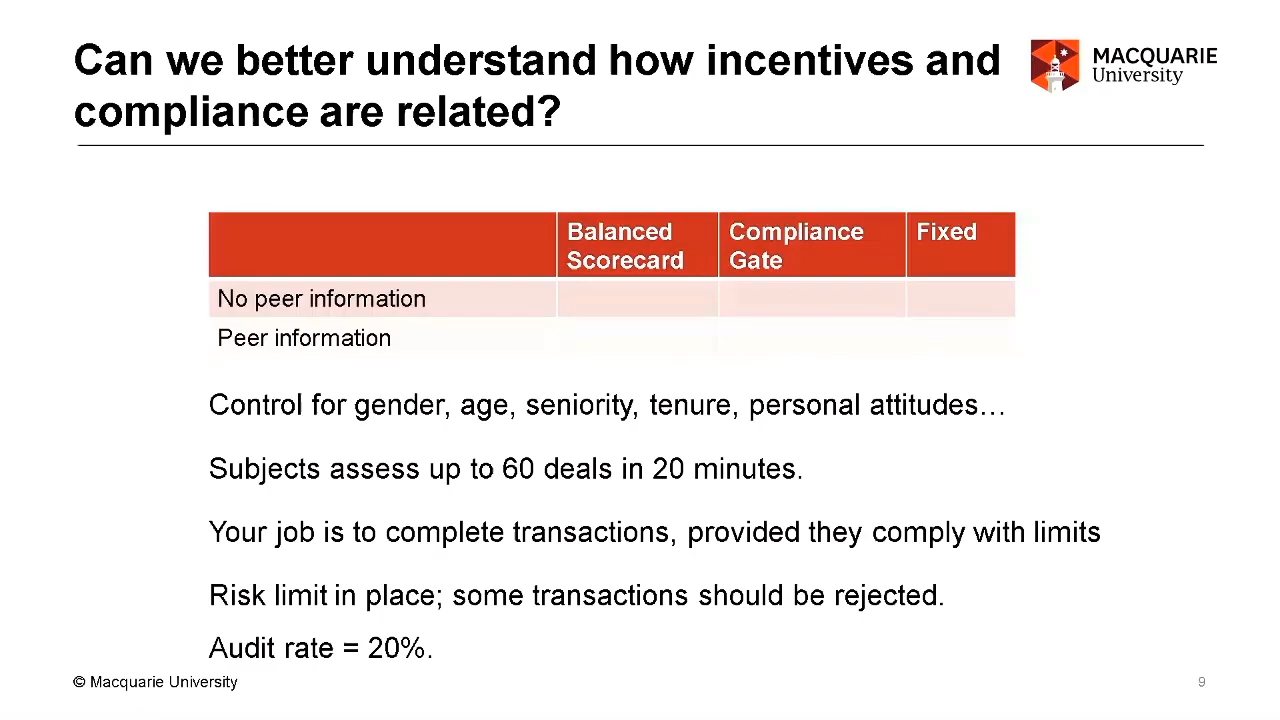 Can we better understand how incentives and
compliance are related?
MACQUARIE
University
Balanced Scorecard
Compliance Gate
Fixed
No peer information
Peer information
Control for gender, age, seniority, tenure, personal attitudes…
Subjects assess up to 60 deals in 20 minutes.
Your job is to complete transactions, provided they comply with limits
Risk limit in place; some transactions should be rejected.
Audit rate = 20%.
© Macquarie University
9